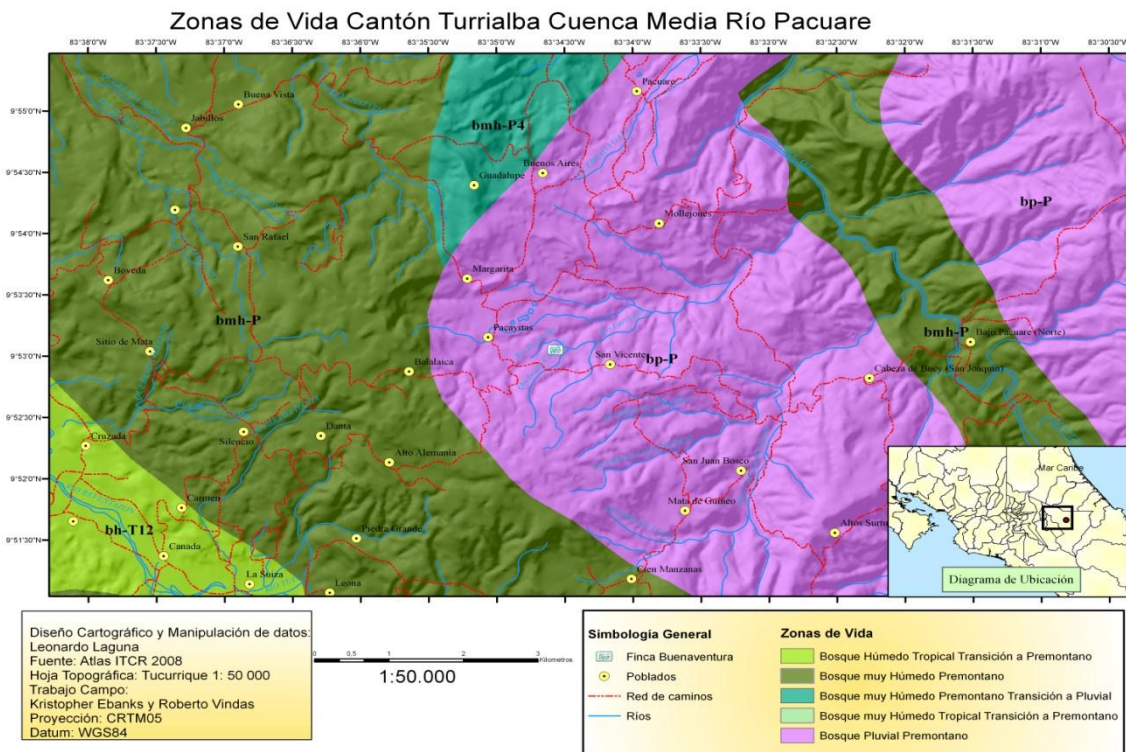 Zonas de Vida Cantón Turrialba Cuenca Media Río Pacuare
83°38'0"W 83°37'30"W 83°37'0"W 83°36'30"W 83°36'0"W 83°35'30"W 83°35'0"W 83°34'30"W 83°34'0"W 83°33'30"W 83°33'0"W 83°32'30"W 83°32'0"W 83°31'30"W 83°31'0"W 83°30'30"W
9°55'0"N
9°54'30"N
9°54'0"N
9°53'30"N
9°53'0"N
9°52'30"N
9°52'0"N
9°51'30"N
Pacuare
Buena Vista
Jabillos
bmh-P4
Buenos Aires
Guadalupe
bp-P
Mollejones
San Rafael
Margarita
Boveda
bmh-P
Pacayitas
bmh-P
Bajo Pacuare (Norte)
Sitio de Mata
San Vicente
bp-P
Balalaica
Cabeza de Buey (San Joaquín)
Cruzada
Silencio
Danta
Alto Alemania
San Juan Bosco
Carmen
Mata de Guineo
bh-T12
Piedra Grande
Canada
La Suiza
Leona
Cien Manzanas
Mar Caribe
Diagrama de Ubicación
Diseño Cartográfico y Manipulación de datos:
Leonardo Laguna
Fuente: Atlas ITCR 2008
Hoja Topográfica: Tucurrique 1: 50 000
Trabajo Campo:
Kristopher Ebanks y Roberto Vindas
Proyección: CRTM05
Datum: WGS84
0 0,5 1 2 3
Kilometros
1:50.000
Simbología General
Finca Buenaventura
Poblados
Red de caminos
Ríos
Zonas de Vida
Bosque Húmedo Tropical Transición a Premontano
Bosque muy Húmedo Premontano
Bosque muy Húmedo Premontano Transición a Pluvial
Bosque muy Húmedo Tropical Transición a Premontano
Bosque Pluvial Premontano